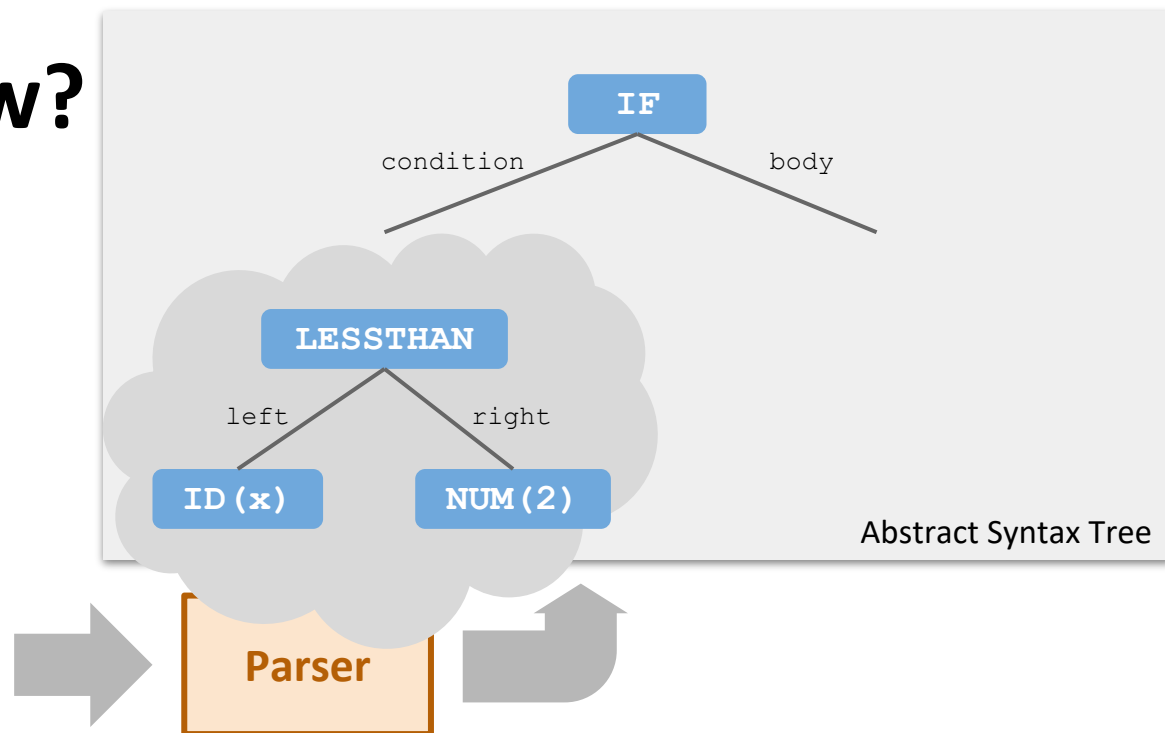 w?
IF
condition
body
LESSTHAN
left
right
ID(x)
NUM(2)
Abstract Syntax Tree
Parser